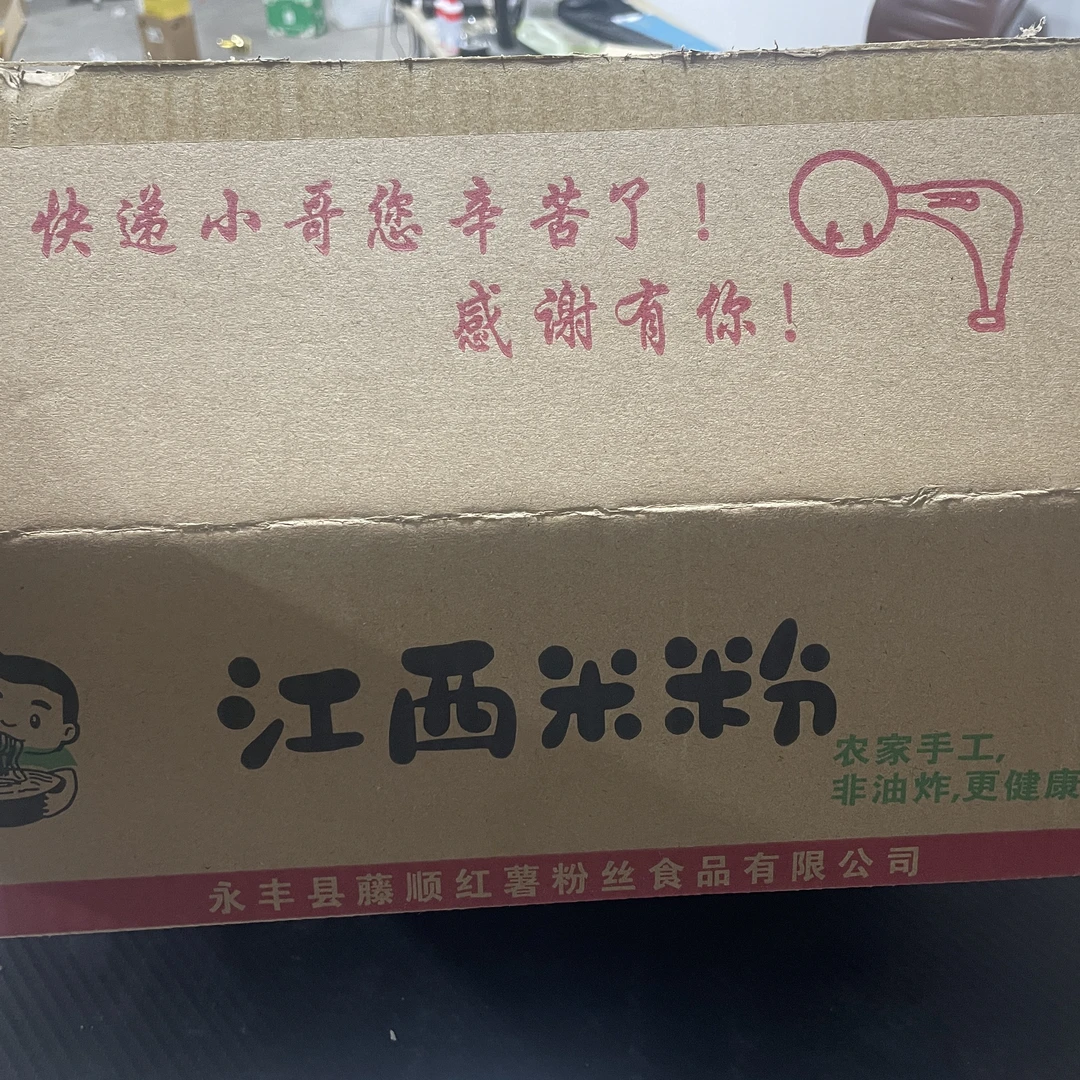 快递小哥您辛苦了！
感谢有你！
江西米粉
农家手工,
非油炸,更健康
永丰县藤顺红薯粉丝食品有限公司